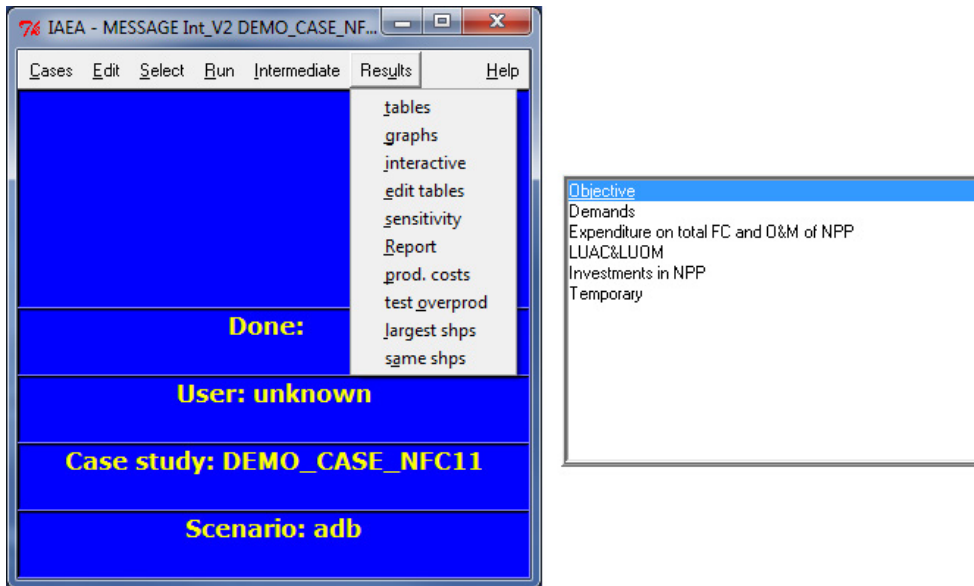 IAEA - MESSAGE Int_V2 DEMO_CASE_NF...
Cases Edit Select Run Intermediate Results Help
tables
graphs
interactive
edit tables
sensitivity
Report
prod. costs
test overprod
largest shps
same shps
Done:
User: unknown
Case study: DEMO_CASE_NFC11
Scenario: adb
Objective
Demands
Expenditure on total FC and O&M of NPP
LUAC&LUOM
Investments in NPP
Temporary